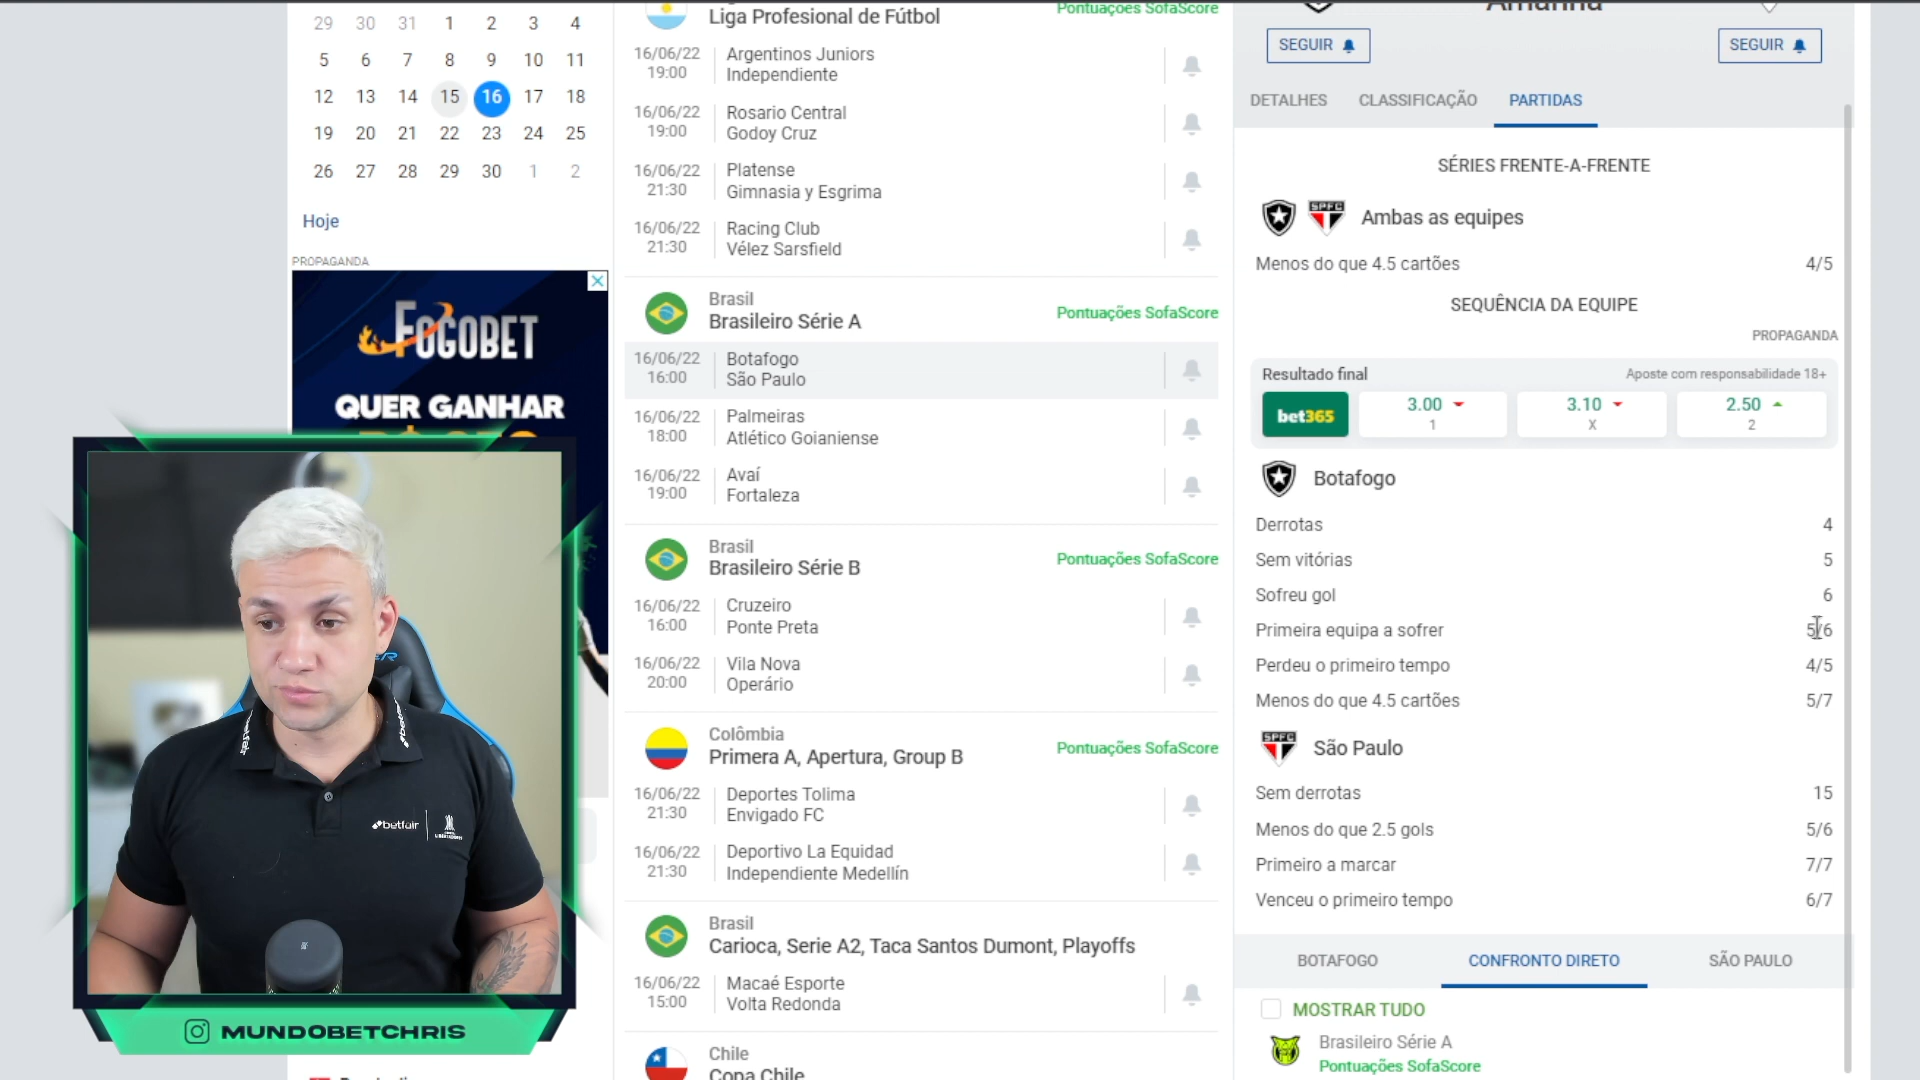 29 30 31 1 2 3 4
5 6 7 8 9 10 11
12 13 14 15 16 17 18
19 20 21 22 23 24 25
26 27 28 29 30 1 2
Hoje
PROPAGANDA
FOGOBET
QUER GANHAR
betfair
betfair
betfair
MUNDOBETCHRIS
Liga Profesional de Fútbol
Pontuações SofaScore
16/06/22 Argentinos Juniors
19:00 Independiente
16/06/22 Rosario Central
19:00 Godoy Cruz
16/06/22 Platense
21:30 Gimnasia y Esgrima
16/06/22 Racing Club
21:30 Vélez Sarsfield
Brasil
Brasileiro Série A
Pontuações SofaScore
16/06/22 Botafogo
16:00 São Paulo
16/06/22 Palmeiras
18:00 Atlético Goianiense
16/06/22 Avaí
19:00 Fortaleza
Brasil
Brasileiro Série B
Pontuações SofaScore
16/06/22 Cruzeiro
16:00 Ponte Preta
16/06/22 Vila Nova
20:00 Operário
Colômbia
Primera A, Apertura, Group B
Pontuações SofaScore
16/06/22 Deportes Tolima
21:30 Envigado FC
16/06/22 Deportivo La Equidad
21:30 Independiente Medellín
Brasil
Carioca, Serie A2, Taca Santos Dumont, Playoffs
16/06/22 Macaé Esporte
15:00 Volta Redonda
Chile
Copa Chile
Amanhã
SEGUIR
SEGUIR
DETALHES CLASSIFICAÇÃO PARTIDAS
SÉRIES FRENTE-A-FRENTE
SPFC
Ambas as equipes
Menos do que 4.5 cartões 4/5
SEQUÊNCIA DA EQUIPE
PROPAGANDA
Resultado final Aposte com responsabilidade 18+
bet365 3.00 3.10 2.50
1 X 2
Botafogo
Derrotas 4
Sem vitórias 5
Sofreu gol 6
Primeira equipa a sofrer 5/6
Perdeu o primeiro tempo 4/5
Menos do que 4.5 cartões 5/7
SPFC
São Paulo
Sem derrotas 15
Menos do que 2.5 gols 5/6
Primeiro a marcar 7/7
Venceu o primeiro tempo 6/7
BOTAFOGO CONFRONTO DIRETO SÃO PAULO
MOSTRAR TUDO
Brasileiro Série A
Pontuações SofaScore